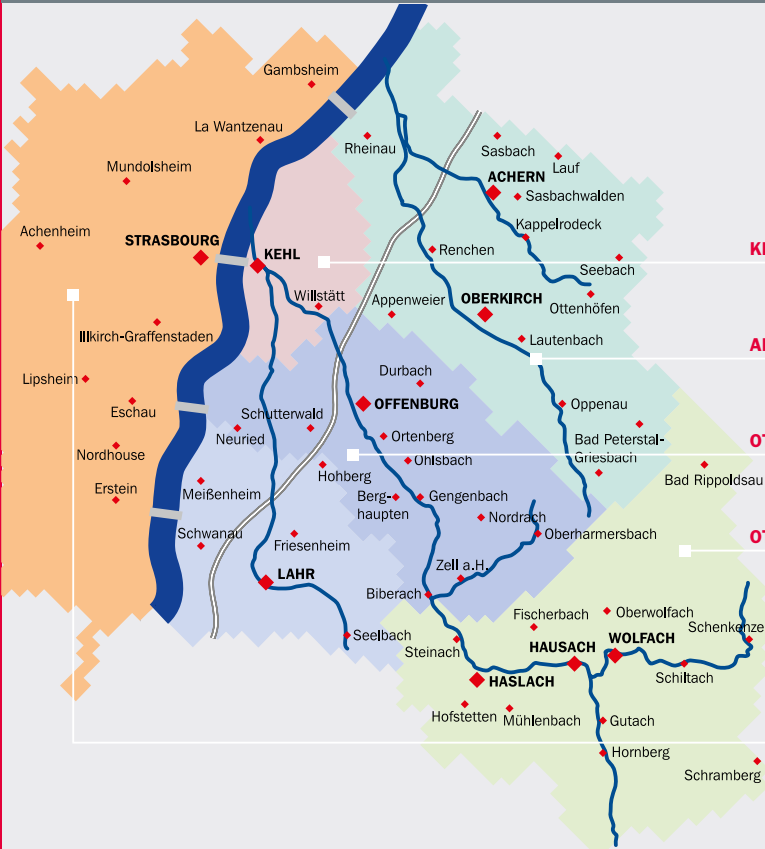 Gambsheim
La Wantzenau
Rheinau
Sasbach
Lauf
Mundolsheim
ACHERN
Sasbachwalden
Achenheim
Kappelrodeck
STRASBOURG
KEHL
Renchen
Seebach
Willstätt
Appenweier
OBERKIRCH
Ottenhöfen
Illkirch-Graffenstaden
Lautenbach
Lipsheim
Durbach
Eschau
Schutterwald
OFFENBURG
Oppenau
Neuried
Ortenberg
Bad Peterstal-
Griesbach
Nordhouse
Hohberg
Ohlsbach
Bad Rippoldsau
Erstein
Meißenheim
Berg-
haupten
Gengenbach
Nordrach
Schwanau
Friesenheim
Oberharmersbach
LAHR
Zell a.H.
Biberach
Fischerbach
Oberwolfach
Seelbach
Steinach
HAUSACH
WOLFACH
Schenkenze
HASLACH
Schiltach
Hofstetten
Mühlenbach
Gutach
Hornberg
Schramberg